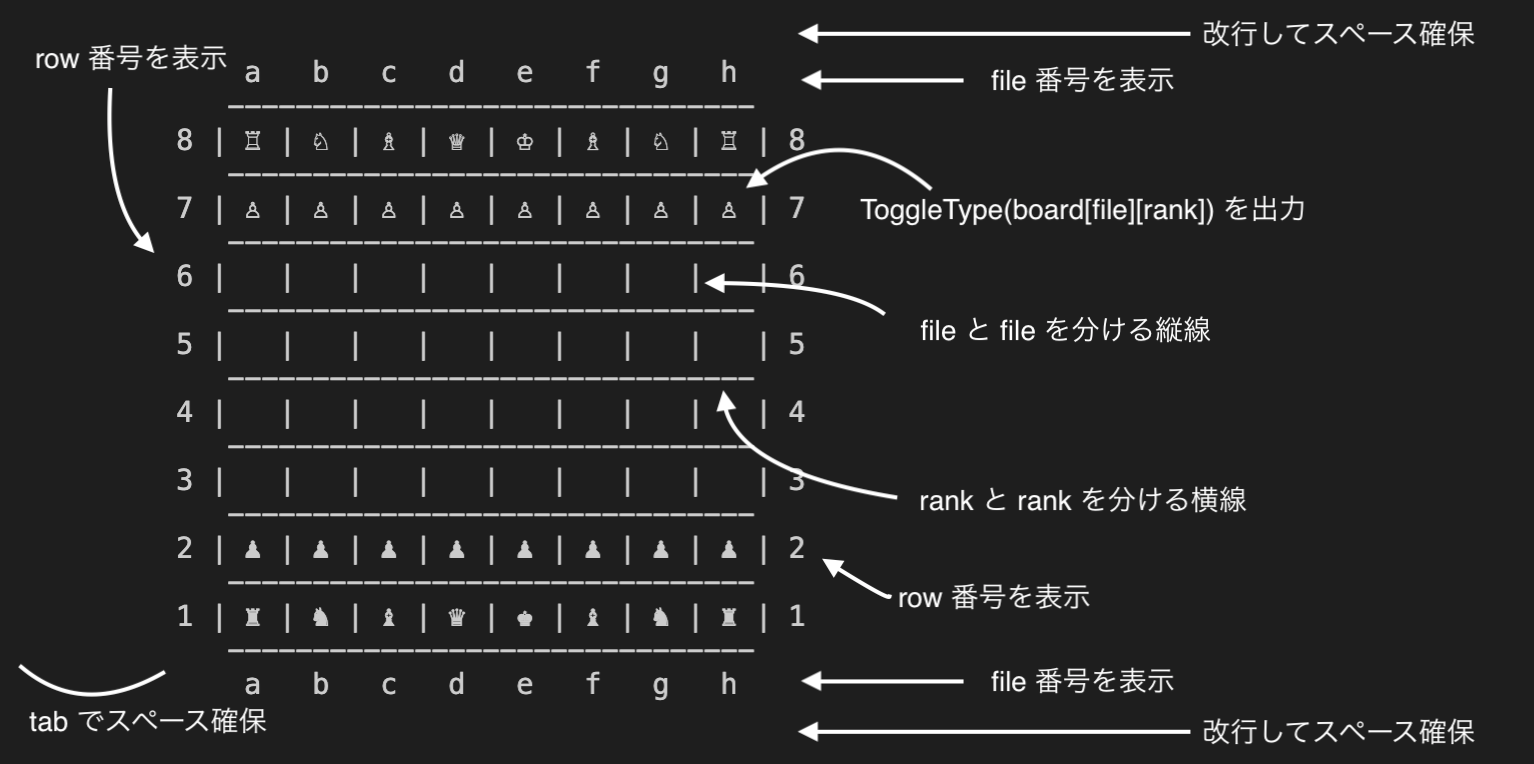 改行してスペース確保
row 番号を表示
a b c d e f g h
file 番号を表示
8 | ♖ | ♘ | ♗ | ♛ | ♔ | ♗ | ♘ | ♖ | 8
7 | ♙ | ♙ | ♙ | ♙ | ♙ | ♙ | ♙ | ♙ | 7
ToggleType(board[file][rank]) を出力
6 | | | | | | | | | 6
file と file を分ける縦線
5 | | | | | | | | | 5
4 | | | | | | | | | 4
3 | | | | | | | | | 3
rank と rank を分ける横線
2 | ♟ | ♟ | ♟ | ♟ | ♟ | ♟ | ♟ | ♟ | 2
row 番号を表示
1 | ♜ | ♞ | ♝ | ♛ | ♚ | ♝ | ♞ | ♜ | 1
a b c d e f g h
file 番号を表示
tab でスペース確保
改行してスペース確保